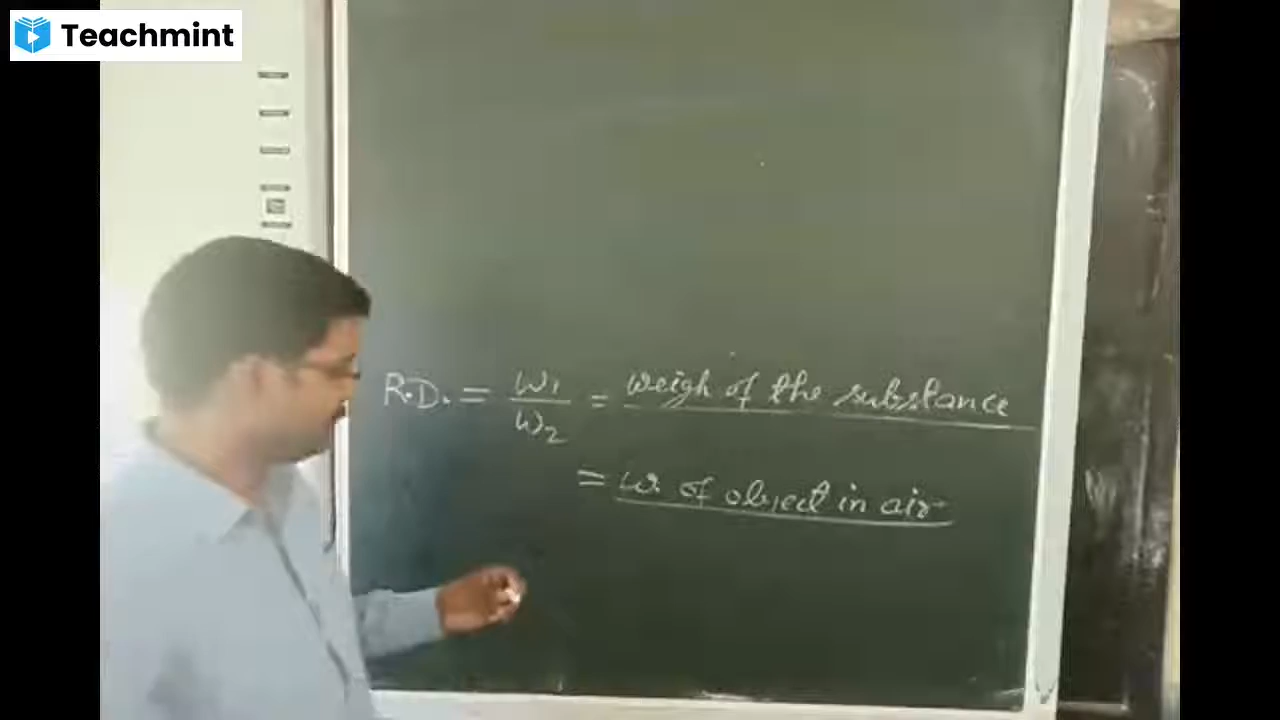 Teachmint
R.D. = W1/W2 = weigh of the substance
= W. of object in air